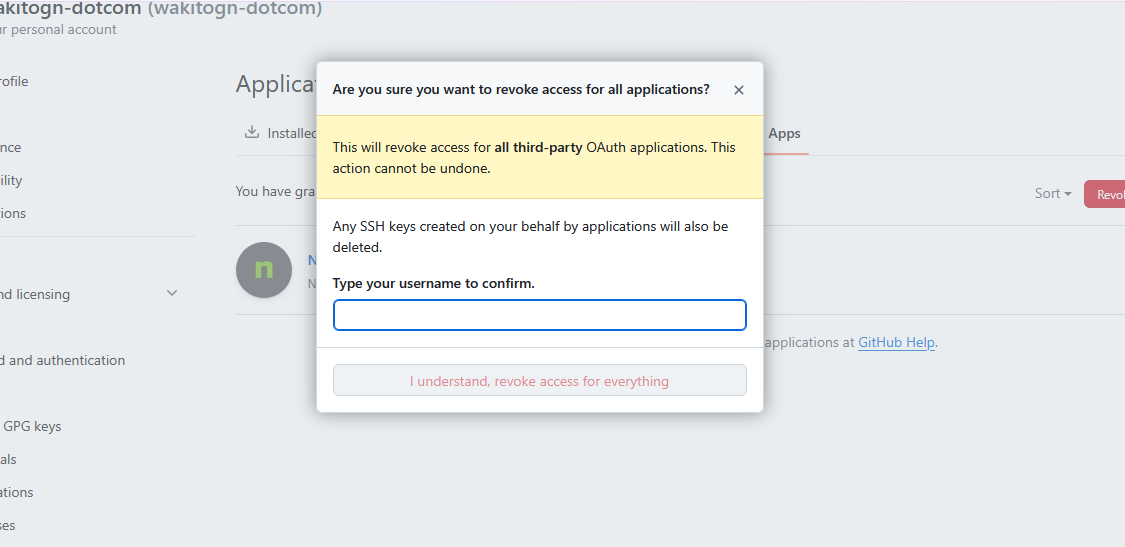 akitogn-dotcom (wakitogn-dotcom)
ur personal account
rofile
nce
ility
ions
nd licensing
d and authentication
GPG keys
als
ations
ses
Applica
Installed
Apps
You have gra
Sort
Revol
n
N
N
applications at GitHub Help.
Are you sure you want to revoke access for all applications?
This will revoke access for all third-party OAuth applications. This
action cannot be undone.
Any SSH keys created on your behalf by applications will also be
deleted.
Type your username to confirm.
I understand, revoke access for everything